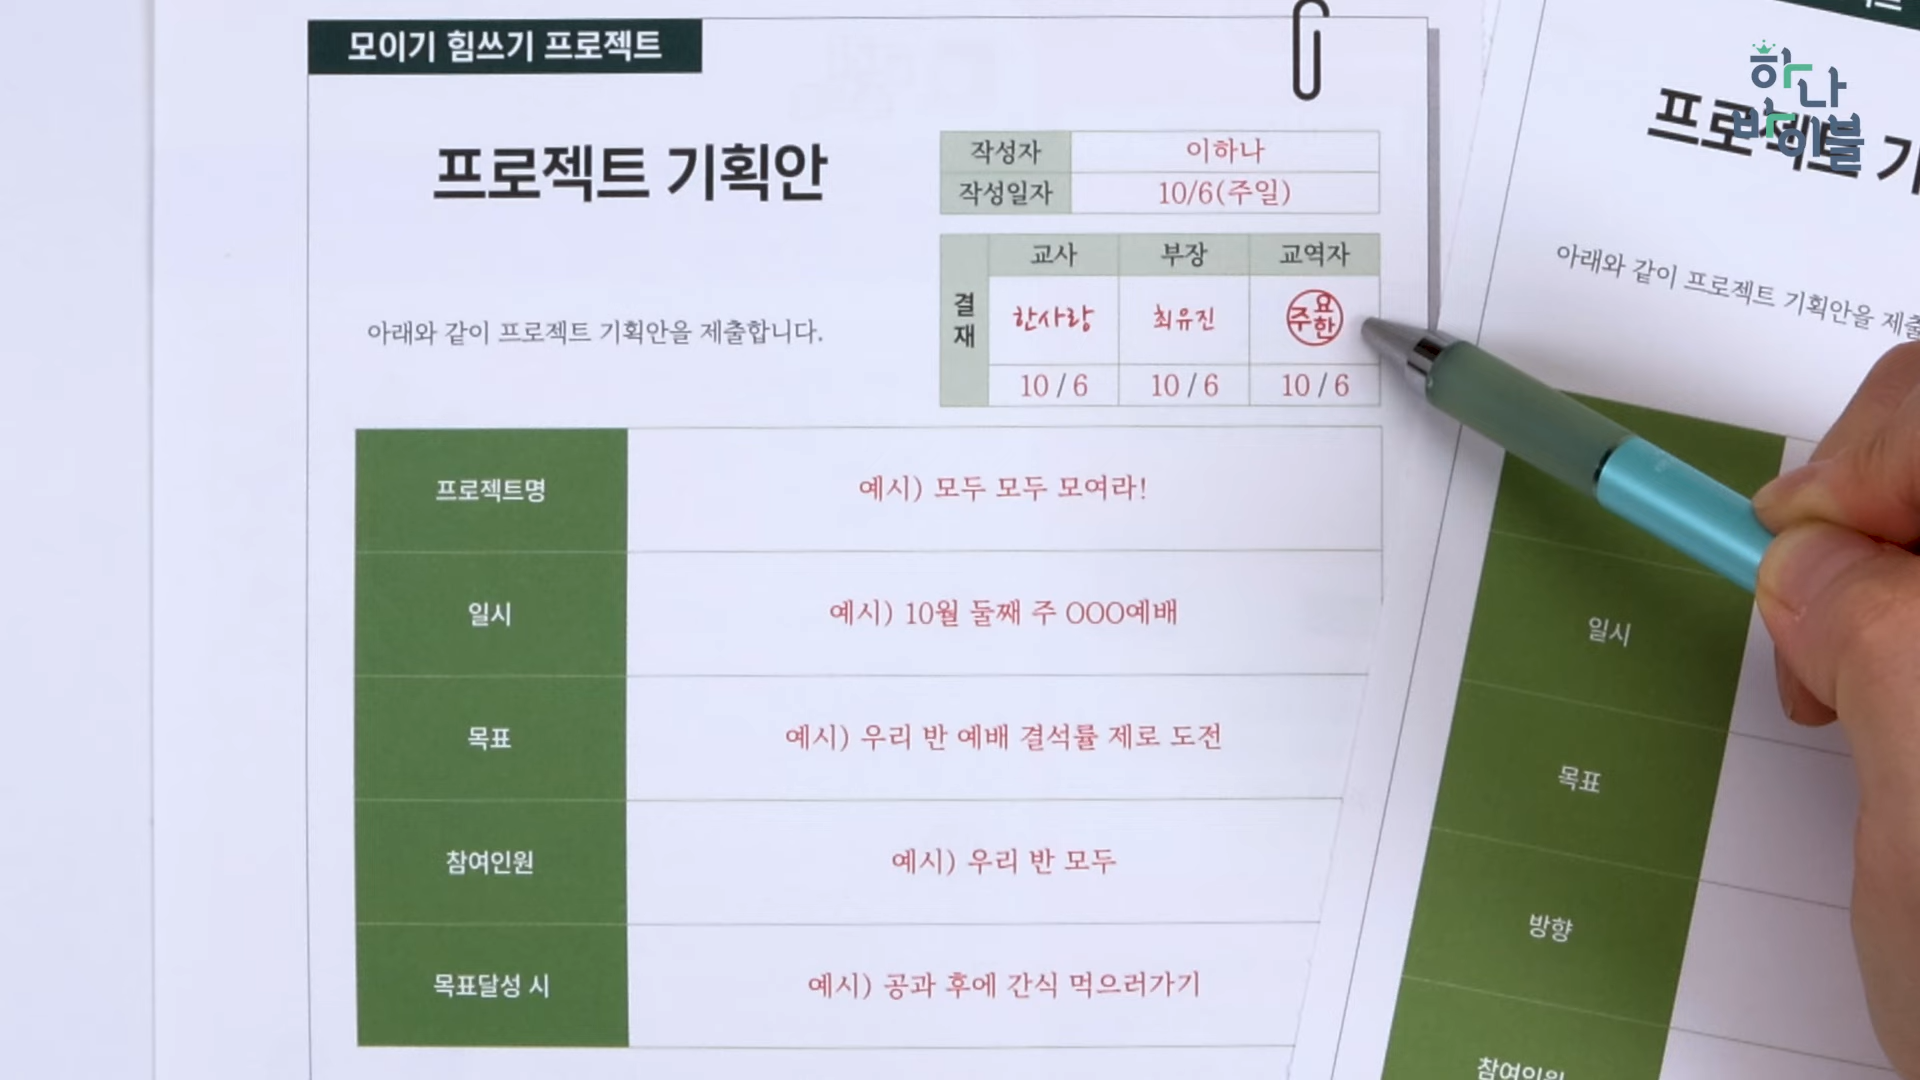 모이기 힘쓰기 프로젝트
프로젝트 기획안
작성자 이하나
작성일자 10/6(주일)
결재 교사 부장 교역자
한사랑 최유진 주요한
10 / 6 10 / 6 10 / 6
아래와 같이 프로젝트 기획안을 제출합니다.
프로젝트명 예시) 모두 모두 모여라!
일시 예시) 10월 둘째 주 OOO예배
목표 예시) 우리 반 예배 결석률 제로 도전
참여인원 예시) 우리 반 모두
목표달성 시 예시) 공과 후에 간식 먹으러가기
하나
바이블
프로젝트 기
아래와 같이 프로젝트 기획안을 제출
일시
목표
방향
참여인원